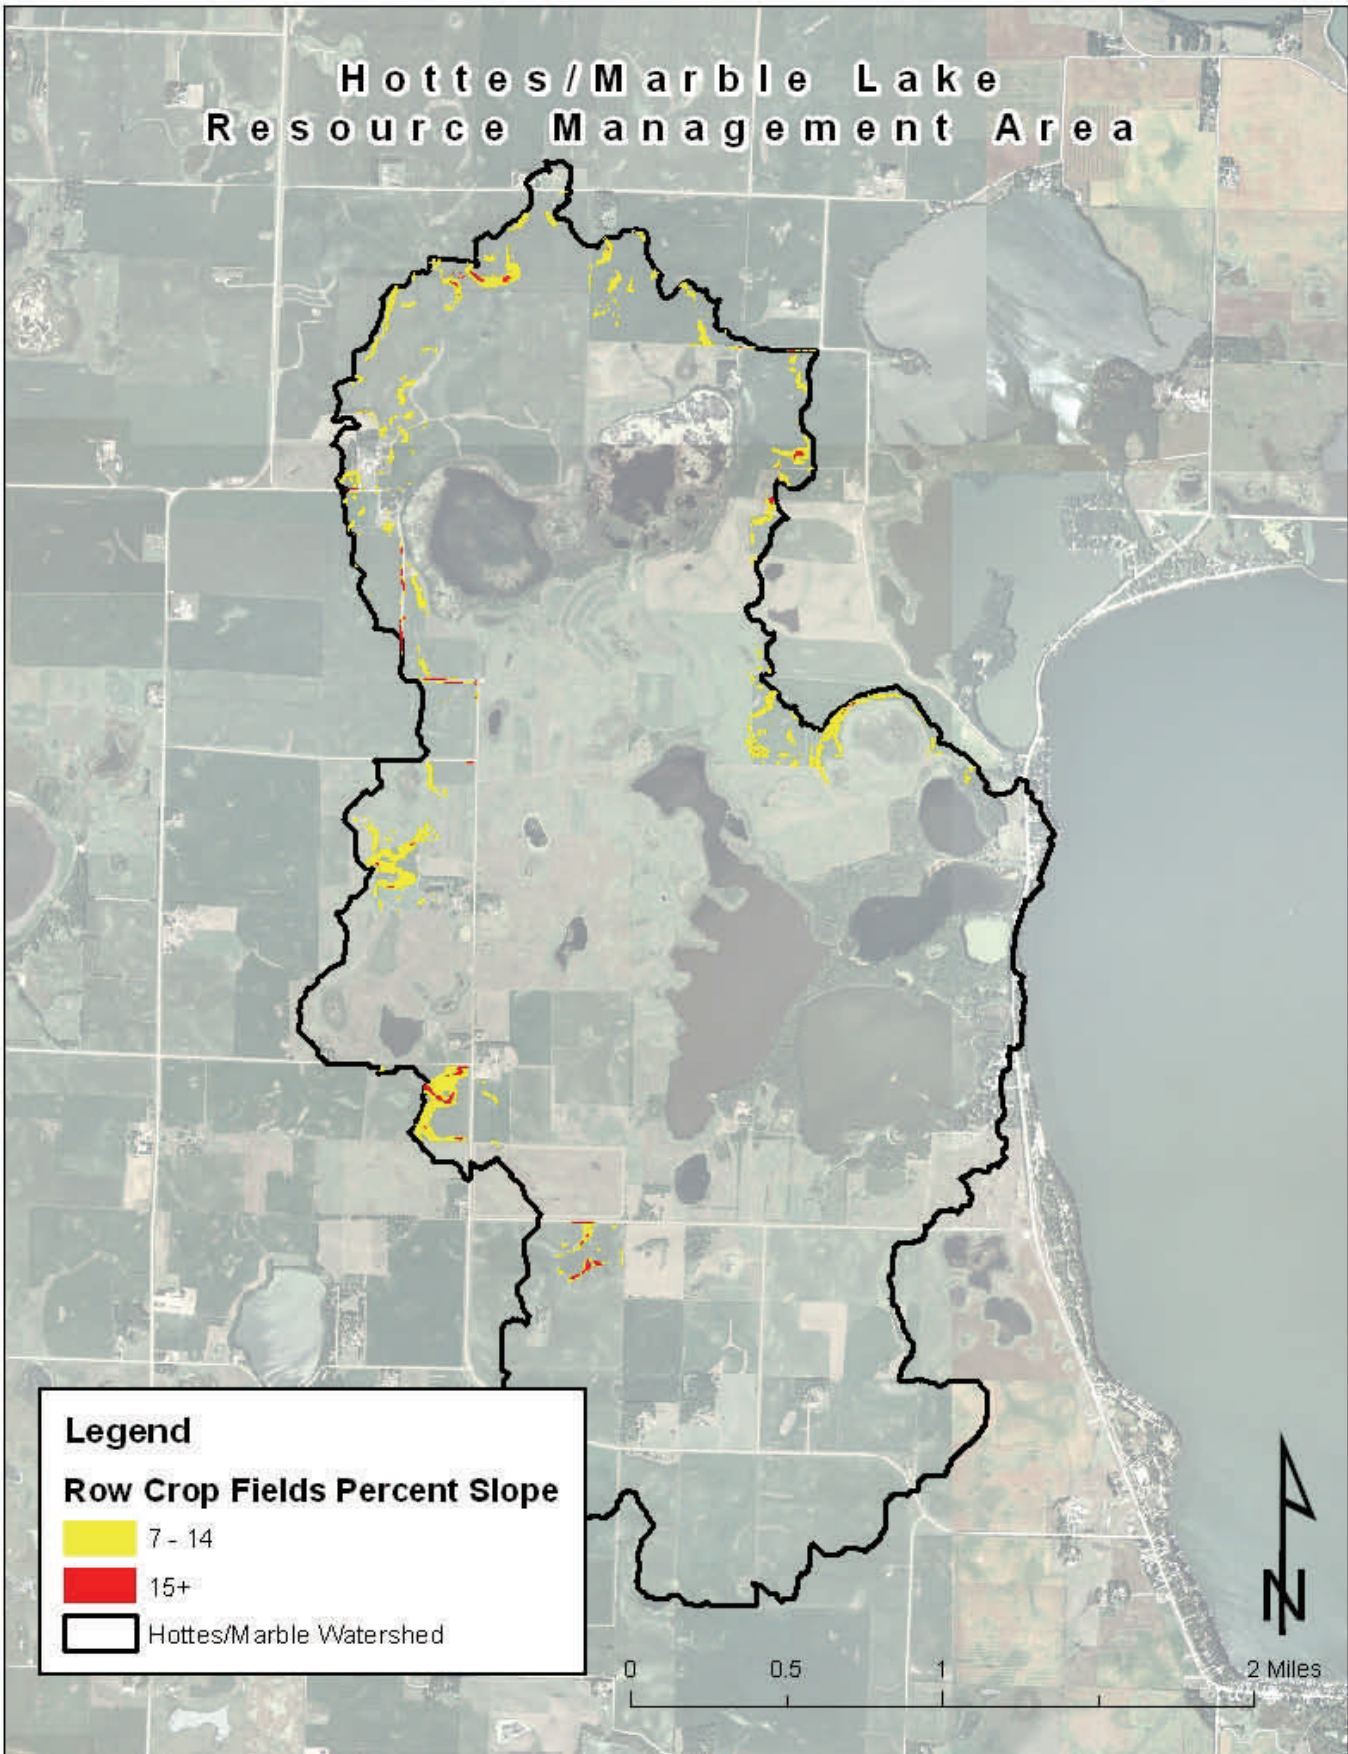 Hottes/Marble Lake
Resource Management Area
Legend
Row Crop Fields Percent Slope
7 - 14
15+
Hottes/Marble Watershed
N
0 0.5 1 2 Miles